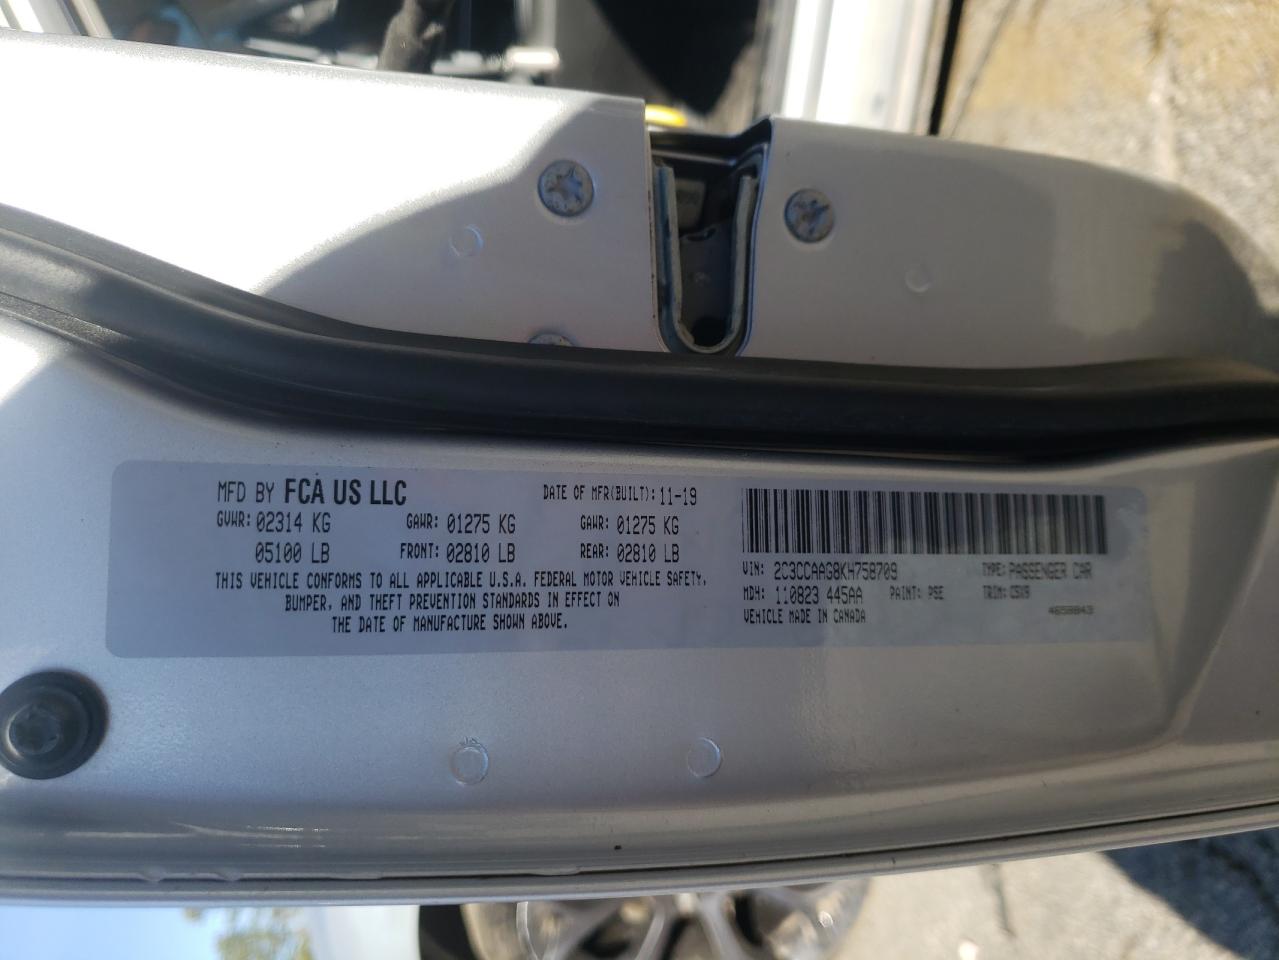 MFD BY FCA US LLC DATE OF MFR(BUILT): 11-19
GVWR: 02314 KG GAWR: 01275 KG GAWR: 01275 KG
05100 LB FRONT: 02810 LB REAR: 02810 LB
THIS VEHICLE CONFORMS TO ALL APPLICABLE U.S.A. FEDERAL MOTOR VEHICLE SAFETY,
BUMPER, AND THEFT PREVENTION STANDARDS IN EFFECT ON
THE DATE OF MANUFACTURE SHOWN ABOVE.
VIN: 2C3CCAAG8KH758709 TYPE: PASSENGER CAR
MDH: 110823 445AA PAINT: PSE TRIM: CSX9
VEHICLE MADE IN CANADA 4658843